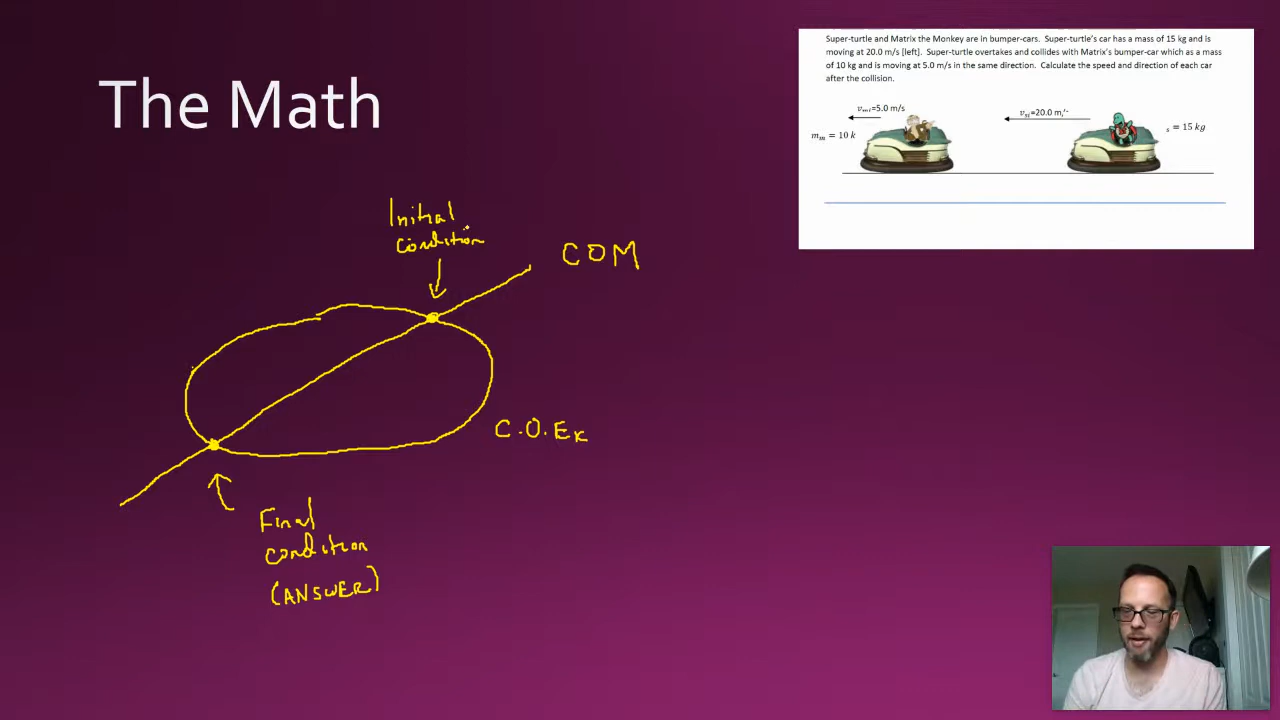 The Math
Super-turtle and Matrix the Monkey are in bumper-cars. Super-turtle's car has a mass of 15 kg and is
moving at 20.0 m/s [left]. Super-turtle overtakes and collides with Matrix's bumper-car which as a mass
of 10 kg and is moving at 5.0 m/s in the same direction. Calculate the speed and direction of each car
after the collision.
v_mi=5.0 m/s
v_si=20.0 m/
m_m = 10 k
s = 15 kg
Initial
condition
COM
C.O.Ek
Final
condition
(ANSWER)